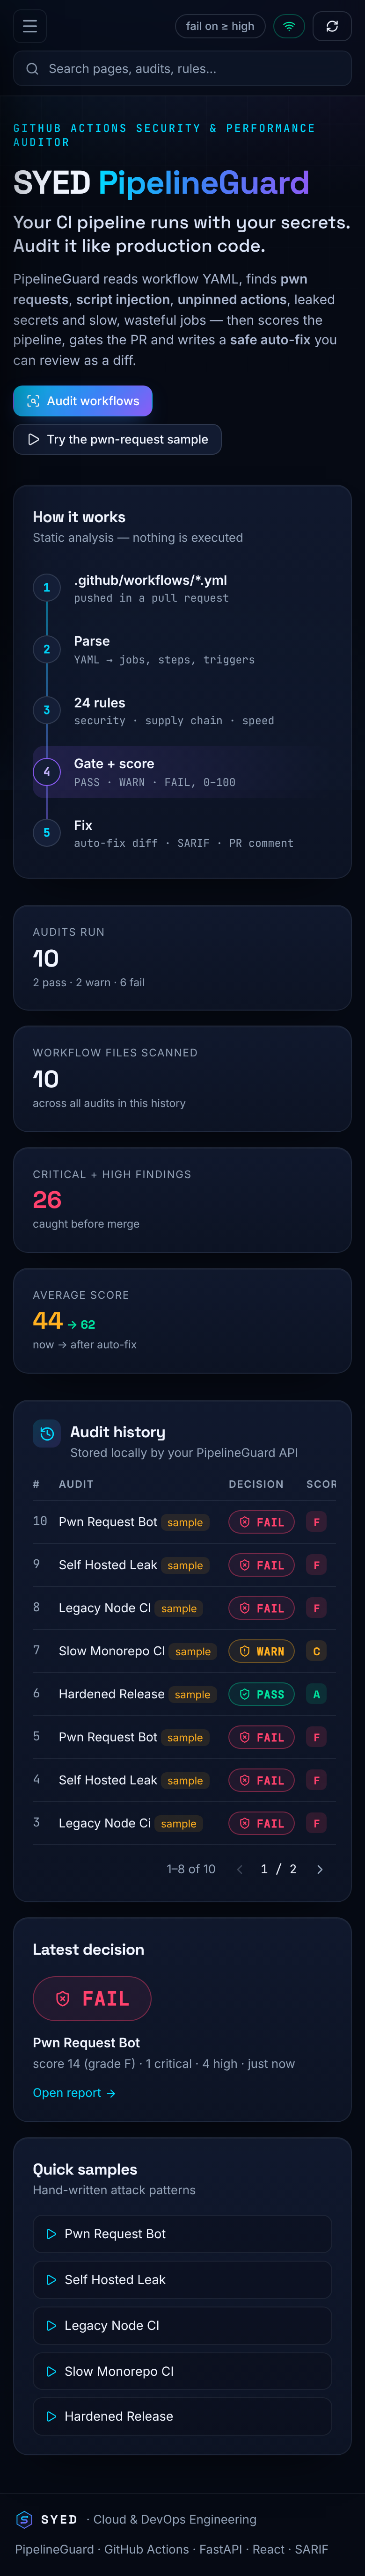 fail on ≥ high
Search pages, audits, rules...
GITHUB ACTIONS SECURITY & PERFORMANCE
AUDITOR
SYED PipelineGuard
Your CI pipeline runs with your secrets.
Audit it like production code.
PipelineGuard reads workflow YAML, finds pwn
requests, script injection, unpinned actions, leaked
secrets and slow, wasteful jobs — then scores the
pipeline, gates the PR and writes a safe auto-fix you
can review as a diff.
Audit workflows
Try the pwn-request sample
How it works
Static analysis — nothing is executed
1 .github/workflows/*.yml
pushed in a pull request
2 Parse
YAML → jobs, steps, triggers
3 24 rules
security · supply chain · speed
4 Gate + score
PASS · WARN · FAIL, 0–100
5 Fix
auto-fix diff · SARIF · PR comment
AUDITS RUN
10
2 pass · 2 warn · 6 fail
WORKFLOW FILES SCANNED
10
across all audits in this history
CRITICAL + HIGH FINDINGS
26
caught before merge
AVERAGE SCORE
44 → 62
now → after auto-fix
Audit history
Stored locally by your PipelineGuard API
# AUDIT DECISION SCOR
10 Pwn Request Bot sample FAIL F
9 Self Hosted Leak sample FAIL F
8 Legacy Node CI sample FAIL F
7 Slow Monorepo CI sample WARN C
6 Hardened Release sample PASS A
5 Pwn Request Bot sample FAIL F
4 Self Hosted Leak sample FAIL F
3 Legacy Node Ci sample FAIL F
1–8 of 10 1 / 2
Latest decision
FAIL
Pwn Request Bot
score 14 (grade F) · 1 critical · 4 high · just now
Open report →
Quick samples
Hand-written attack patterns
Pwn Request Bot
Self Hosted Leak
Legacy Node CI
Slow Monorepo CI
Hardened Release
SYED · Cloud & DevOps Engineering
PipelineGuard · GitHub Actions · FastAPI · React · SARIF